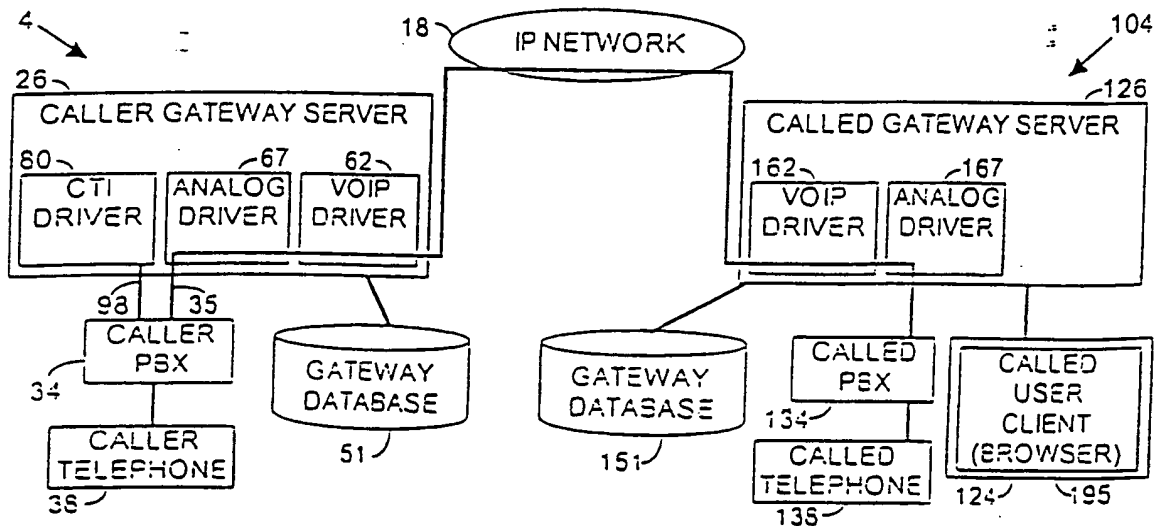 4
18
IP NETWORK
104
26
126
CALLER GATEWAY SERVER
CALLED GATEWAY SERVER
80
67
62
162
167
CTI
DRIVER
ANALOG
DRIVER
VOIP
DRIVER
VOIP
DRIVER
ANALOG
DRIVER
98
35
CALLER
PBX
34
GATEWAY
DATABASE
51
GATEWAY
DATABASE
151
CALLED
PBX
134
CALLED
USER
CLIENT
(BROWSER)
124
195
CALLER
TELEPHONE
38
CALLED
TELEPHONE
138